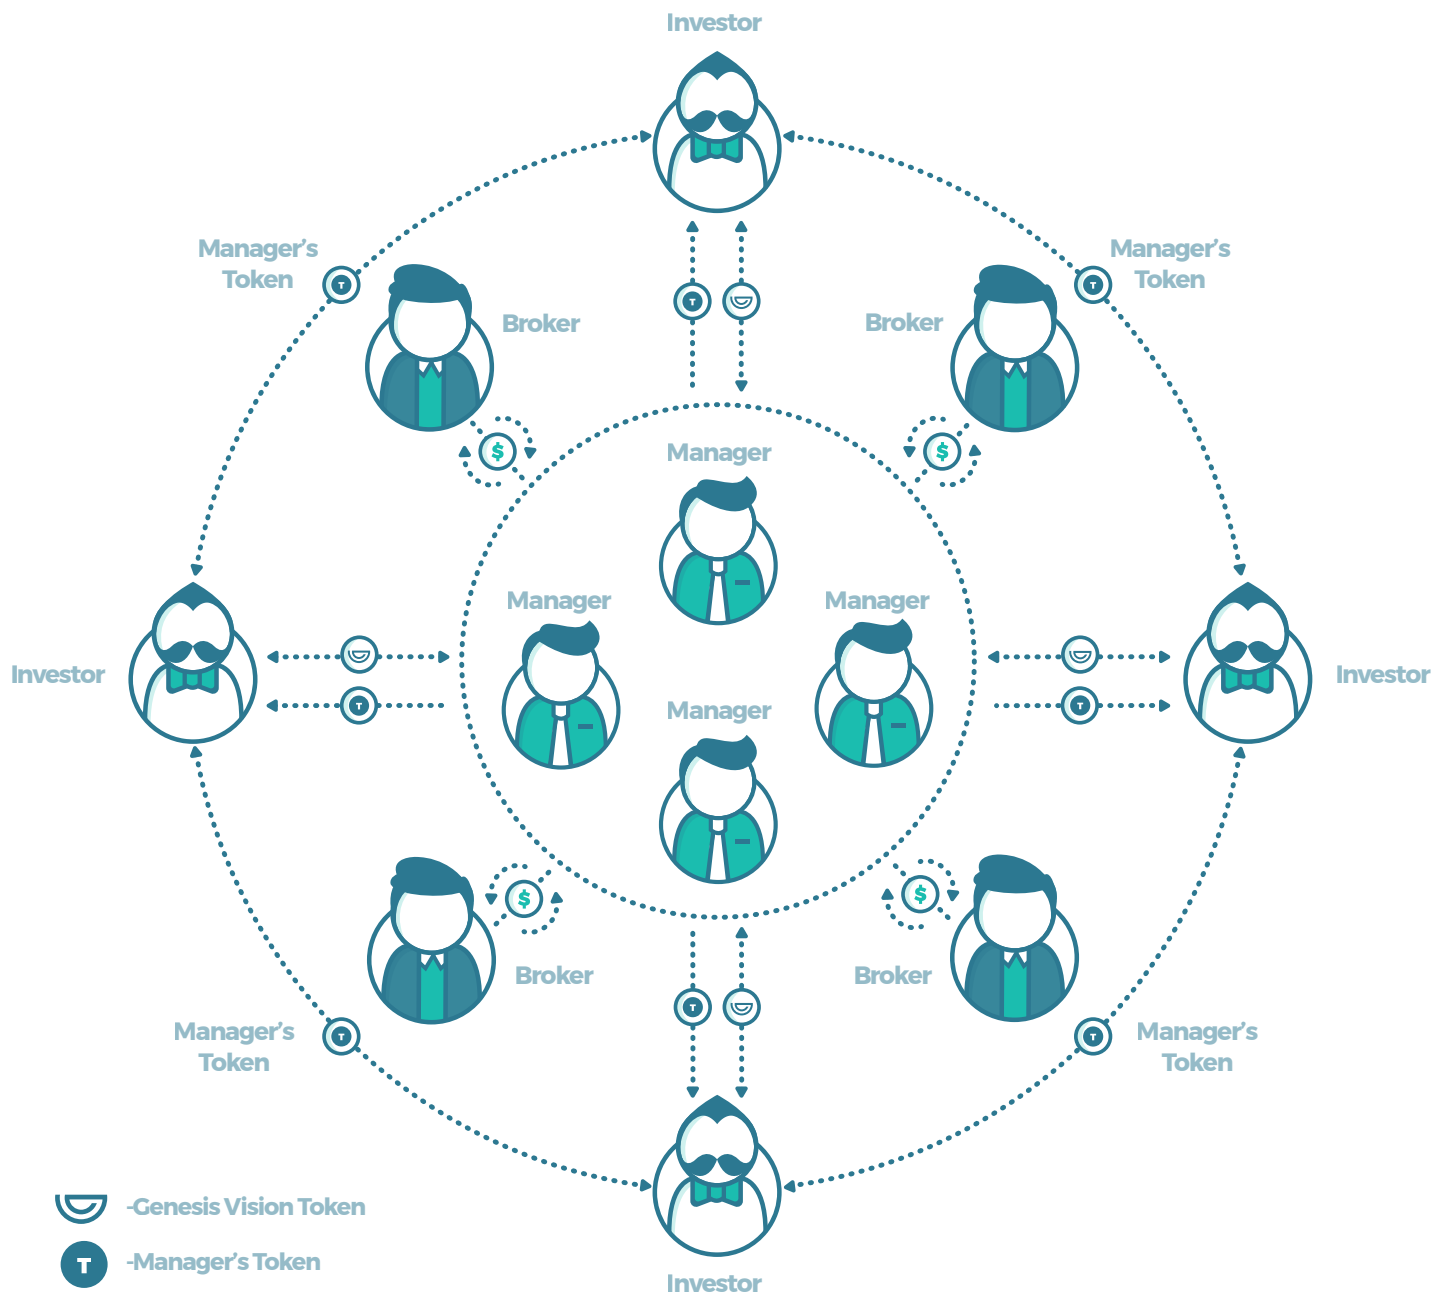 Investor
Manager's
Token
T
Manager's
Token
T
T
Broker
Broker
$
$
Manager
Manager
Manager
Investor
Investor
T
T
Manager
$
$
Broker
Broker
T
Manager's
Token
T
Manager's
Token
T
-Genesis Vision Token
T
-Manager's Token
Investor